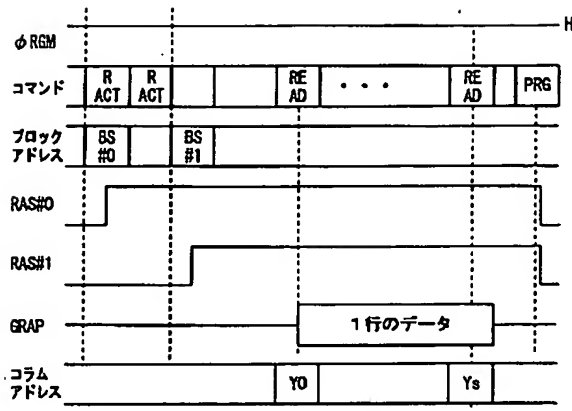 φRGM H
コマンド R ACT R ACT RE AD ・・・ RE AD PRG
ブロック アドレス BS #0 BS #1
RAS#0
RAS#1
GRAP 1行のデータ
コラム アドレス Y0 Ys